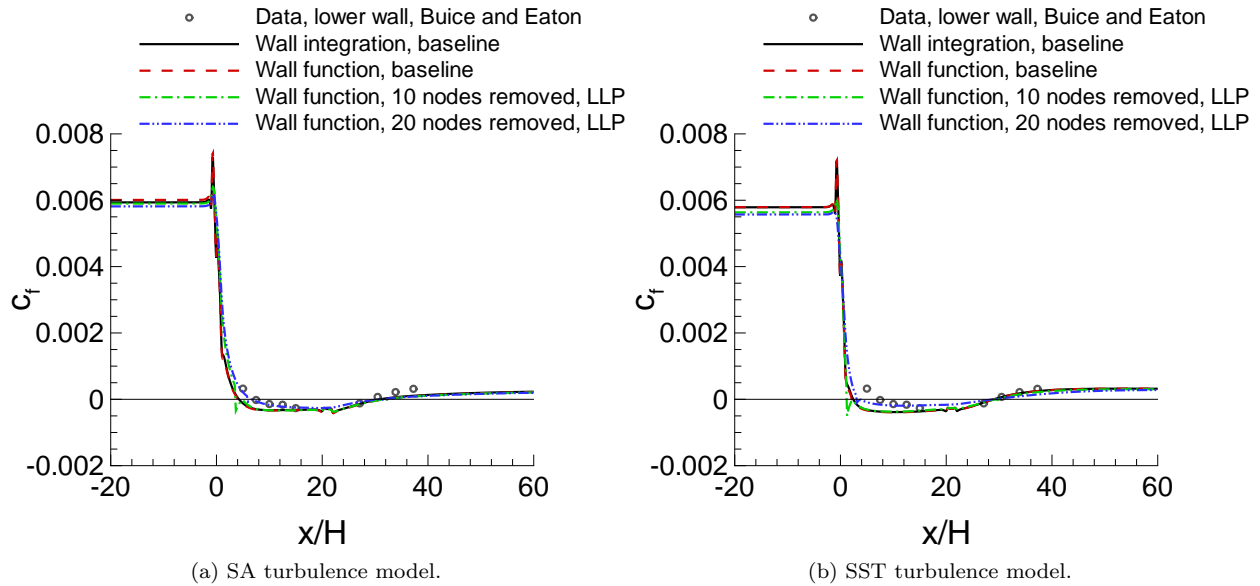 Data, lower wall, Buice and Eaton
Wall integration, baseline
Wall function, baseline
Wall function, 10 nodes removed, LLP
Wall function, 20 nodes removed, LLP
0.008
0.006
0.004
0.002
0
-0.002
c_f
-20
0
20
40
60
x/H
(a) SA turbulence model.
Data, lower wall, Buice and Eaton
Wall integration, baseline
Wall function, baseline
Wall function, 10 nodes removed, LLP
Wall function, 20 nodes removed, LLP
0.008
0.006
0.004
0.002
0
-0.002
c_f
-20
0
20
40
60
x/H
(b) SST turbulence model.